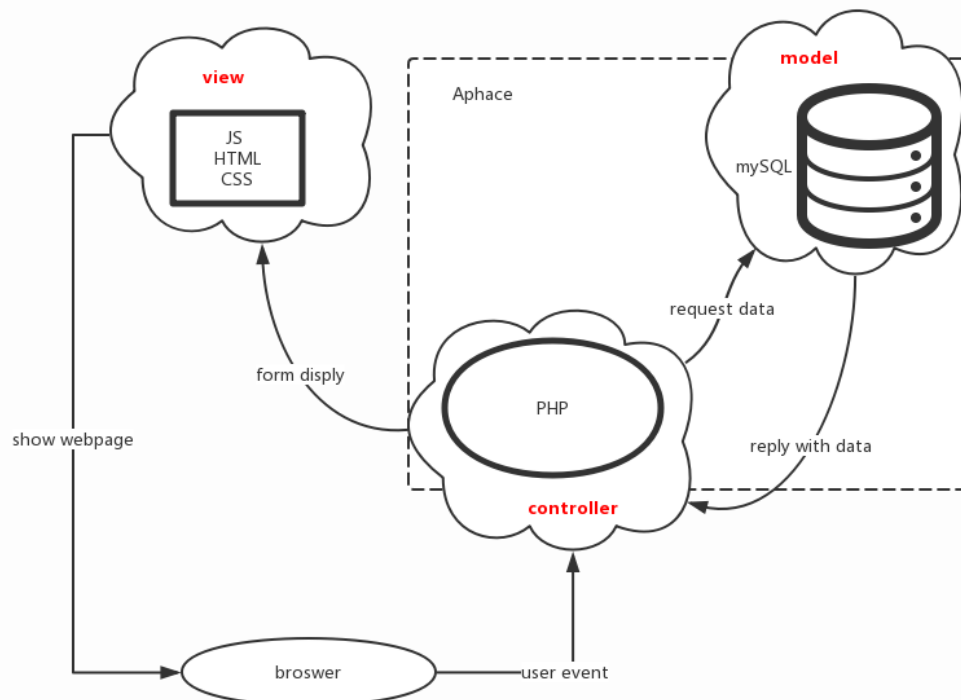 view
JS
HTML
CSS
Aphace
model
mySQL
request data
form disply
PHP
show webpage
reply with data
controller
broswer
user event